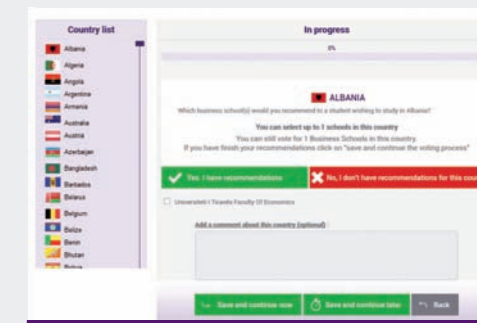 Country list
Albania
Algeria
Angola
Argentina
Armenia
Australia
Austria
Azerbaijan
Bangladesh
Barbados
Belarus
Belgium
Belize
Benin
Bhutan
In progress
0%
ALBANIA
Which business school(s) would you recommend to a student wishing to study in Albania?
You can select up to 1 schools in this country
You can still vote for 1 Business Schools in this country.
If you have finish your recommendations click on "save and continue the voting process"
Yes, I have recommendations
No, I don't have recommendations for this cou
Universiteti I Tiranës Faculty Of Economics
Add a comment about this country (optional) :
Save and continue now
Save and continue later
Back